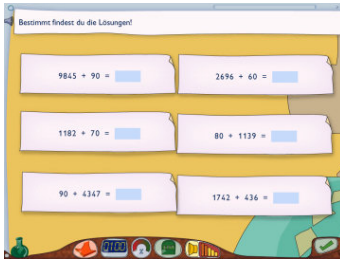 Bestimmt findest du die Lösungen!
9845 + 90 =
2696 + 60 =
1182 + 70 =
80 + 1139 =
90 + 4347 =
1742 + 436 =